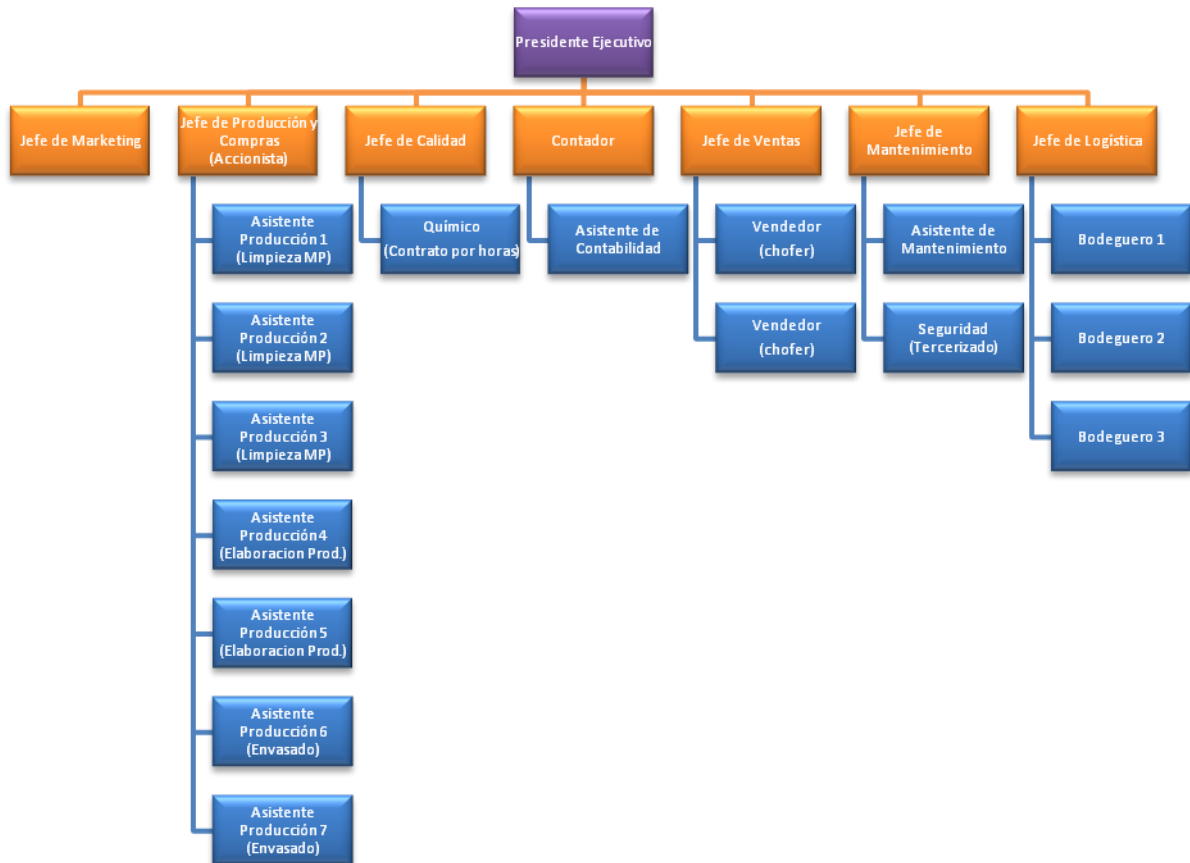 Presidente Ejecutivo
Jefe de Marketing
Jefe de Producción y
Compras
(Accionista)
Jefe de Calidad
Contador
Jefe de Ventas
Jefe de
Mantenimiento
Jefe de Logística
Asistente
Producción 1
(Limpieza MP)
Asistente
Producción 2
(Limpieza MP)
Asistente
Producción 3
(Limpieza MP)
Asistente
Producción 4
(Elaboracion Prod.)
Asistente
Producción 5
(Elaboracion Prod.)
Asistente
Producción 6
(Envasado)
Asistente
Producción 7
(Envasado)
Químico
(Contrato por horas)
Asistente de
Contabilidad
Vendedor
(chofer)
Vendedor
(chofer)
Asistente de
Mantenimiento
Seguridad
(Tercerizado)
Bodeguero 1
Bodeguero 2
Bodeguero 3